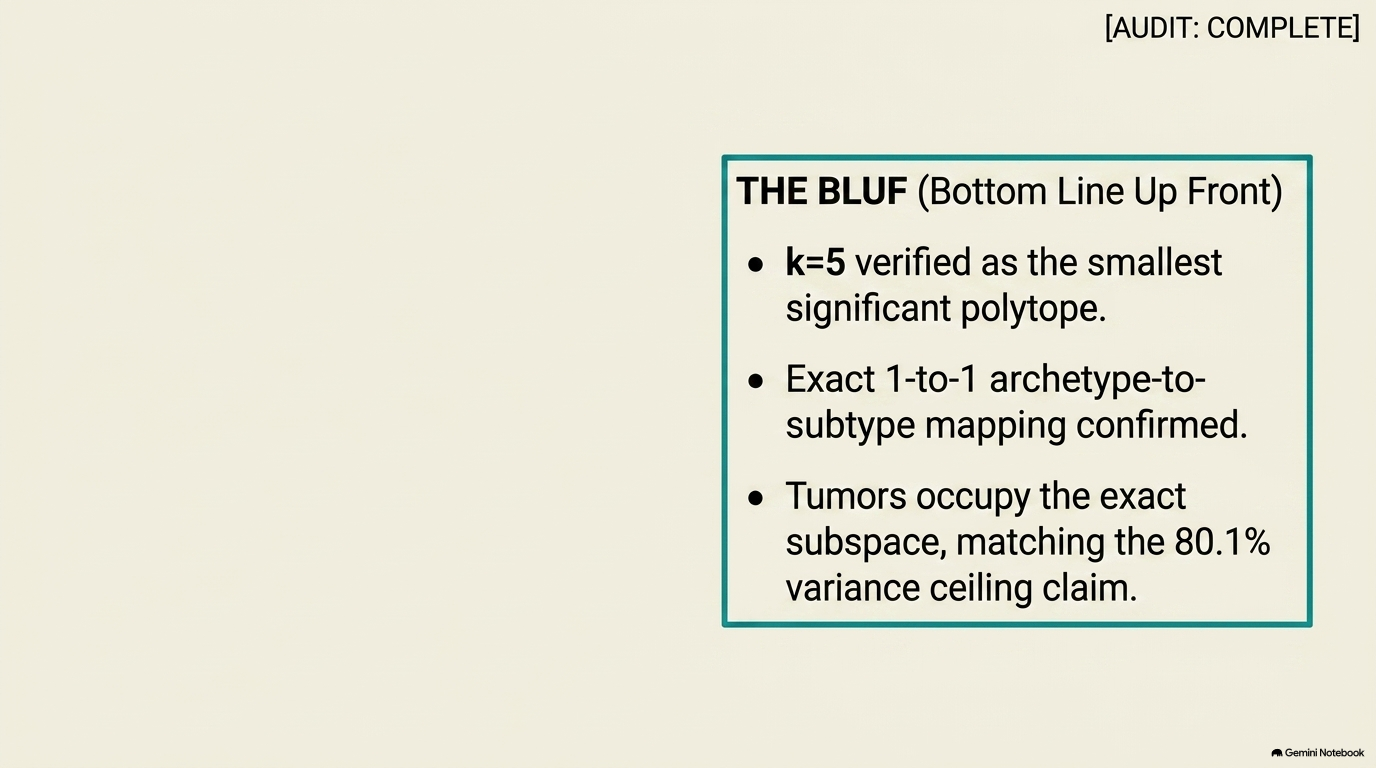 [AUDIT: COMPLETE]
THE BLUF (Bottom Line Up Front)
• k=5 verified as the smallest
significant polytope.
• Exact 1-to-1 archetype-to-
subtype mapping confirmed.
• Tumors occupy the exact
subspace, matching the 80.1%
variance ceiling claim.
Gemini Notebook